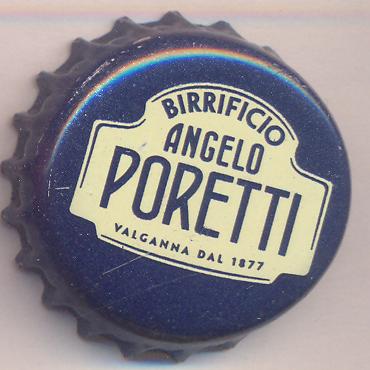 BIRRIFICIO
ANGELO
PORETTI
VALGANNA DAL 1877